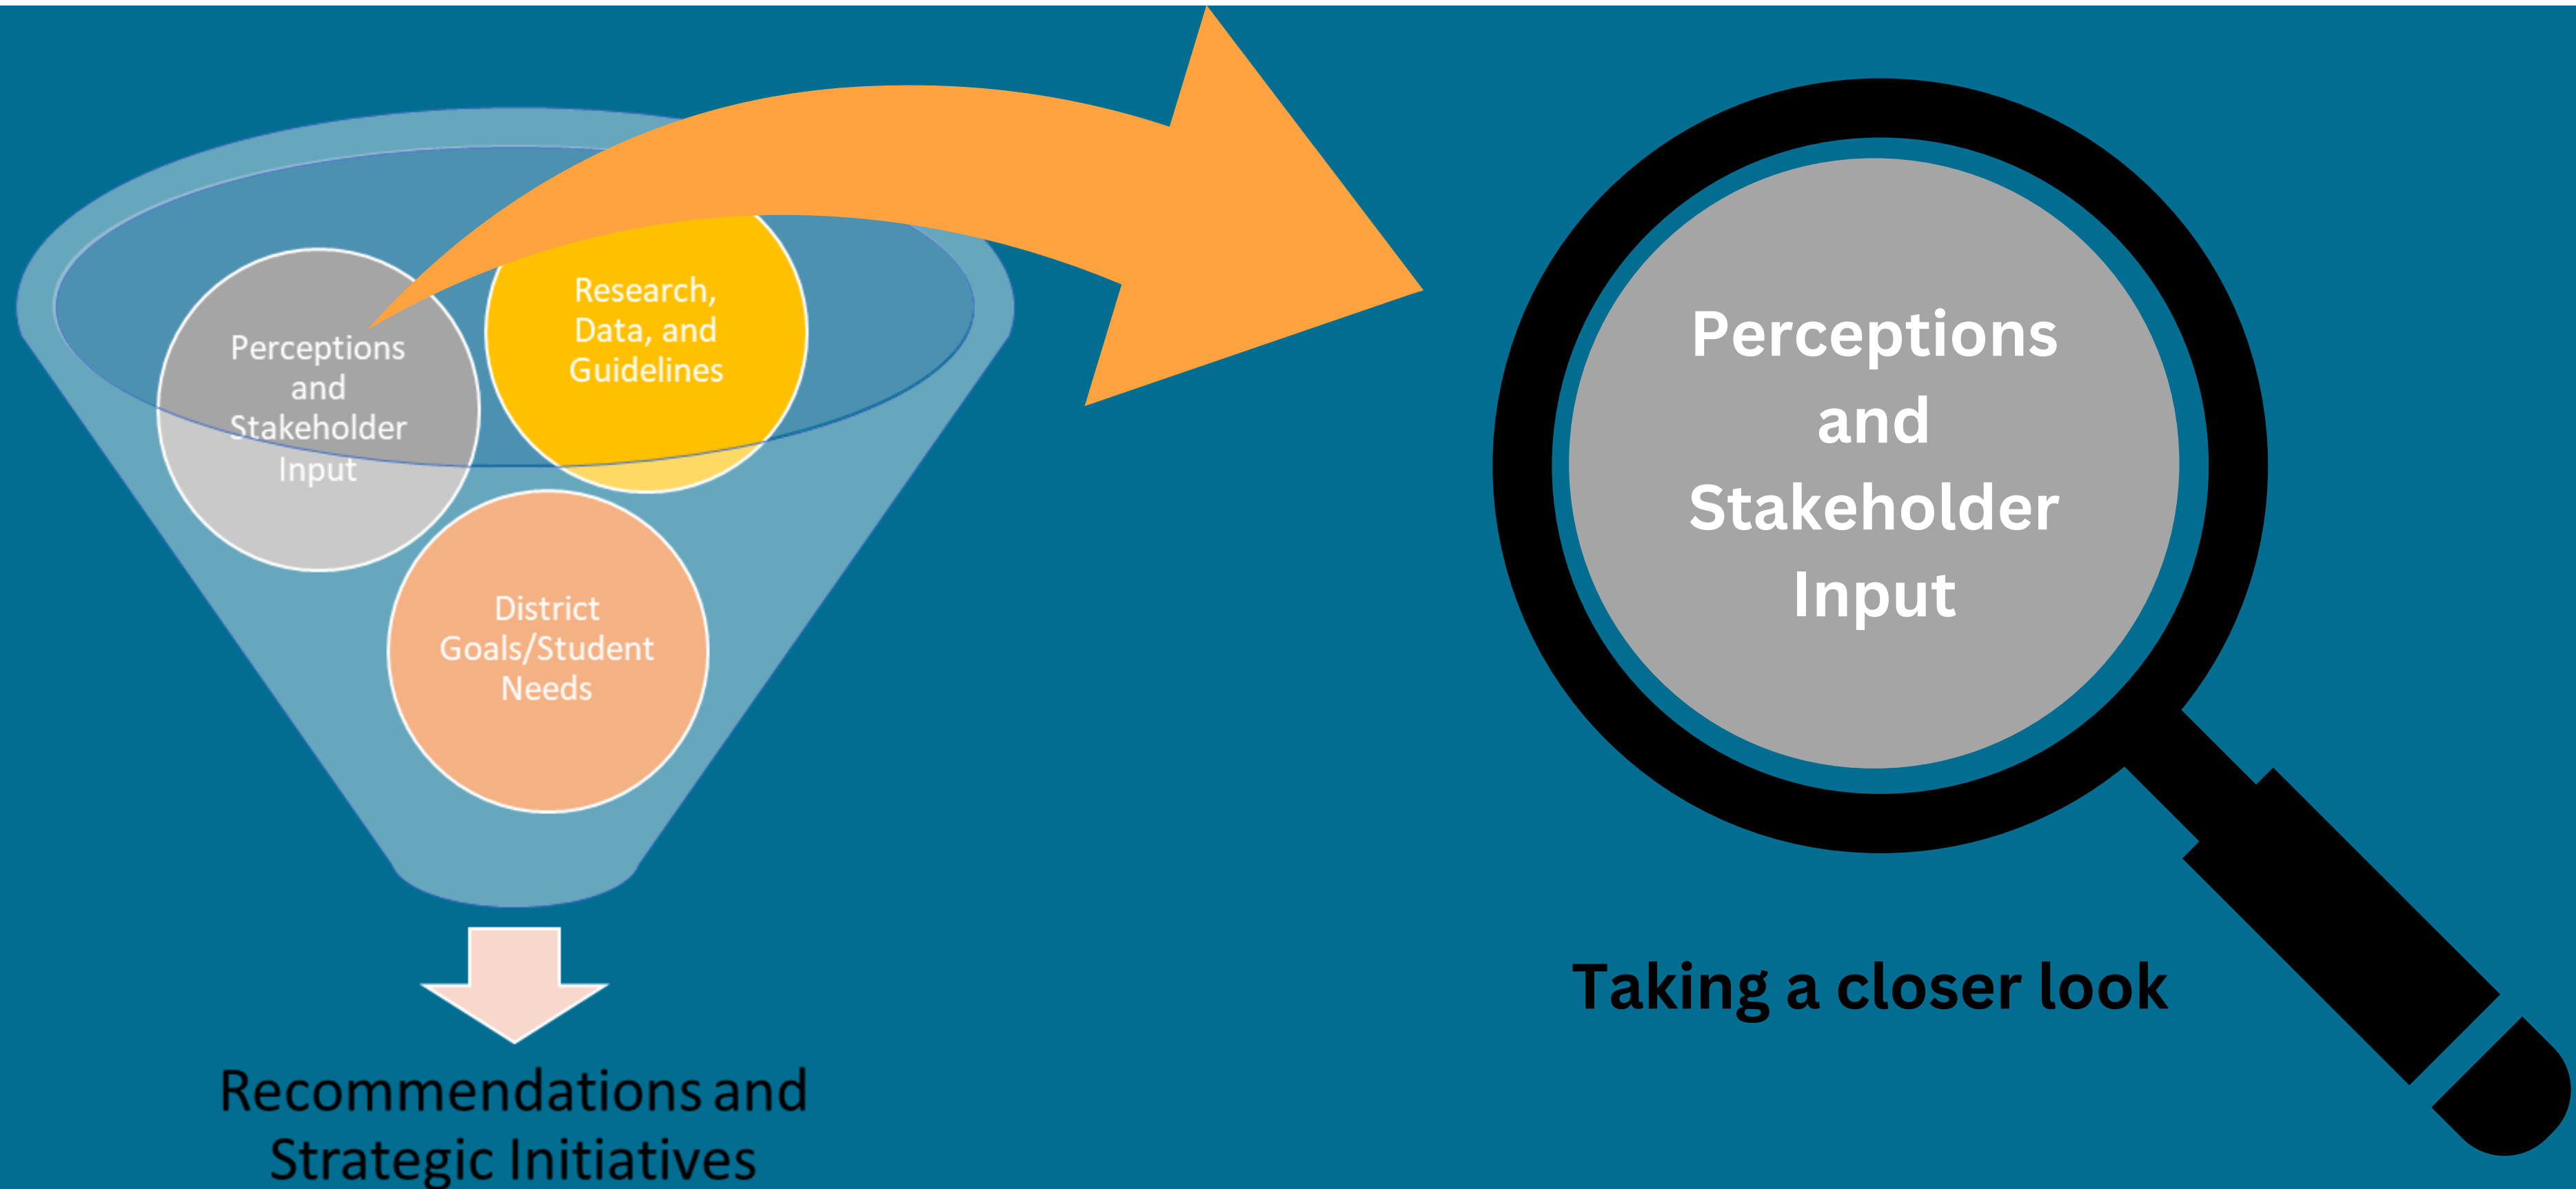 Perceptions
and
Stakeholder
Input
Research,
Data, and
Guidelines
District
Goals/Student
Needs
Recommendations and
Strategic Initiatives
Perceptions
and
Stakeholder
Input
Taking a closer look